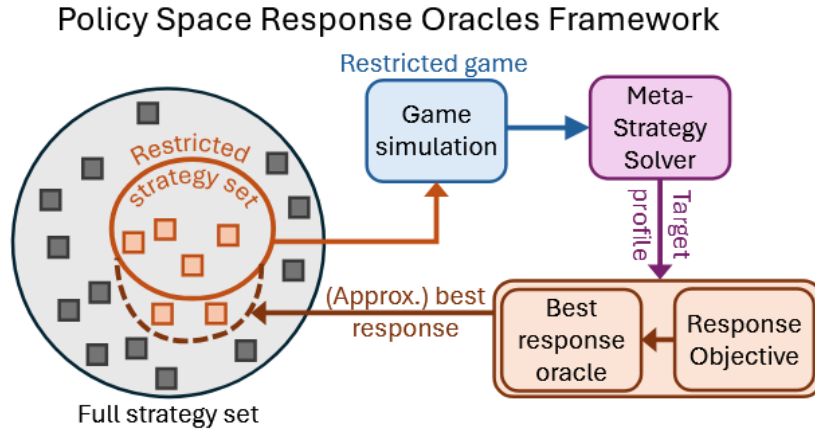 Policy Space Response Oracles Framework
Restricted game
Game
simulation
Meta-
Strategy
Solver
Restricted
strategy set
Target
profile
(Approx.) best
response
Best
response
oracle
Response
Objective
Full strategy set